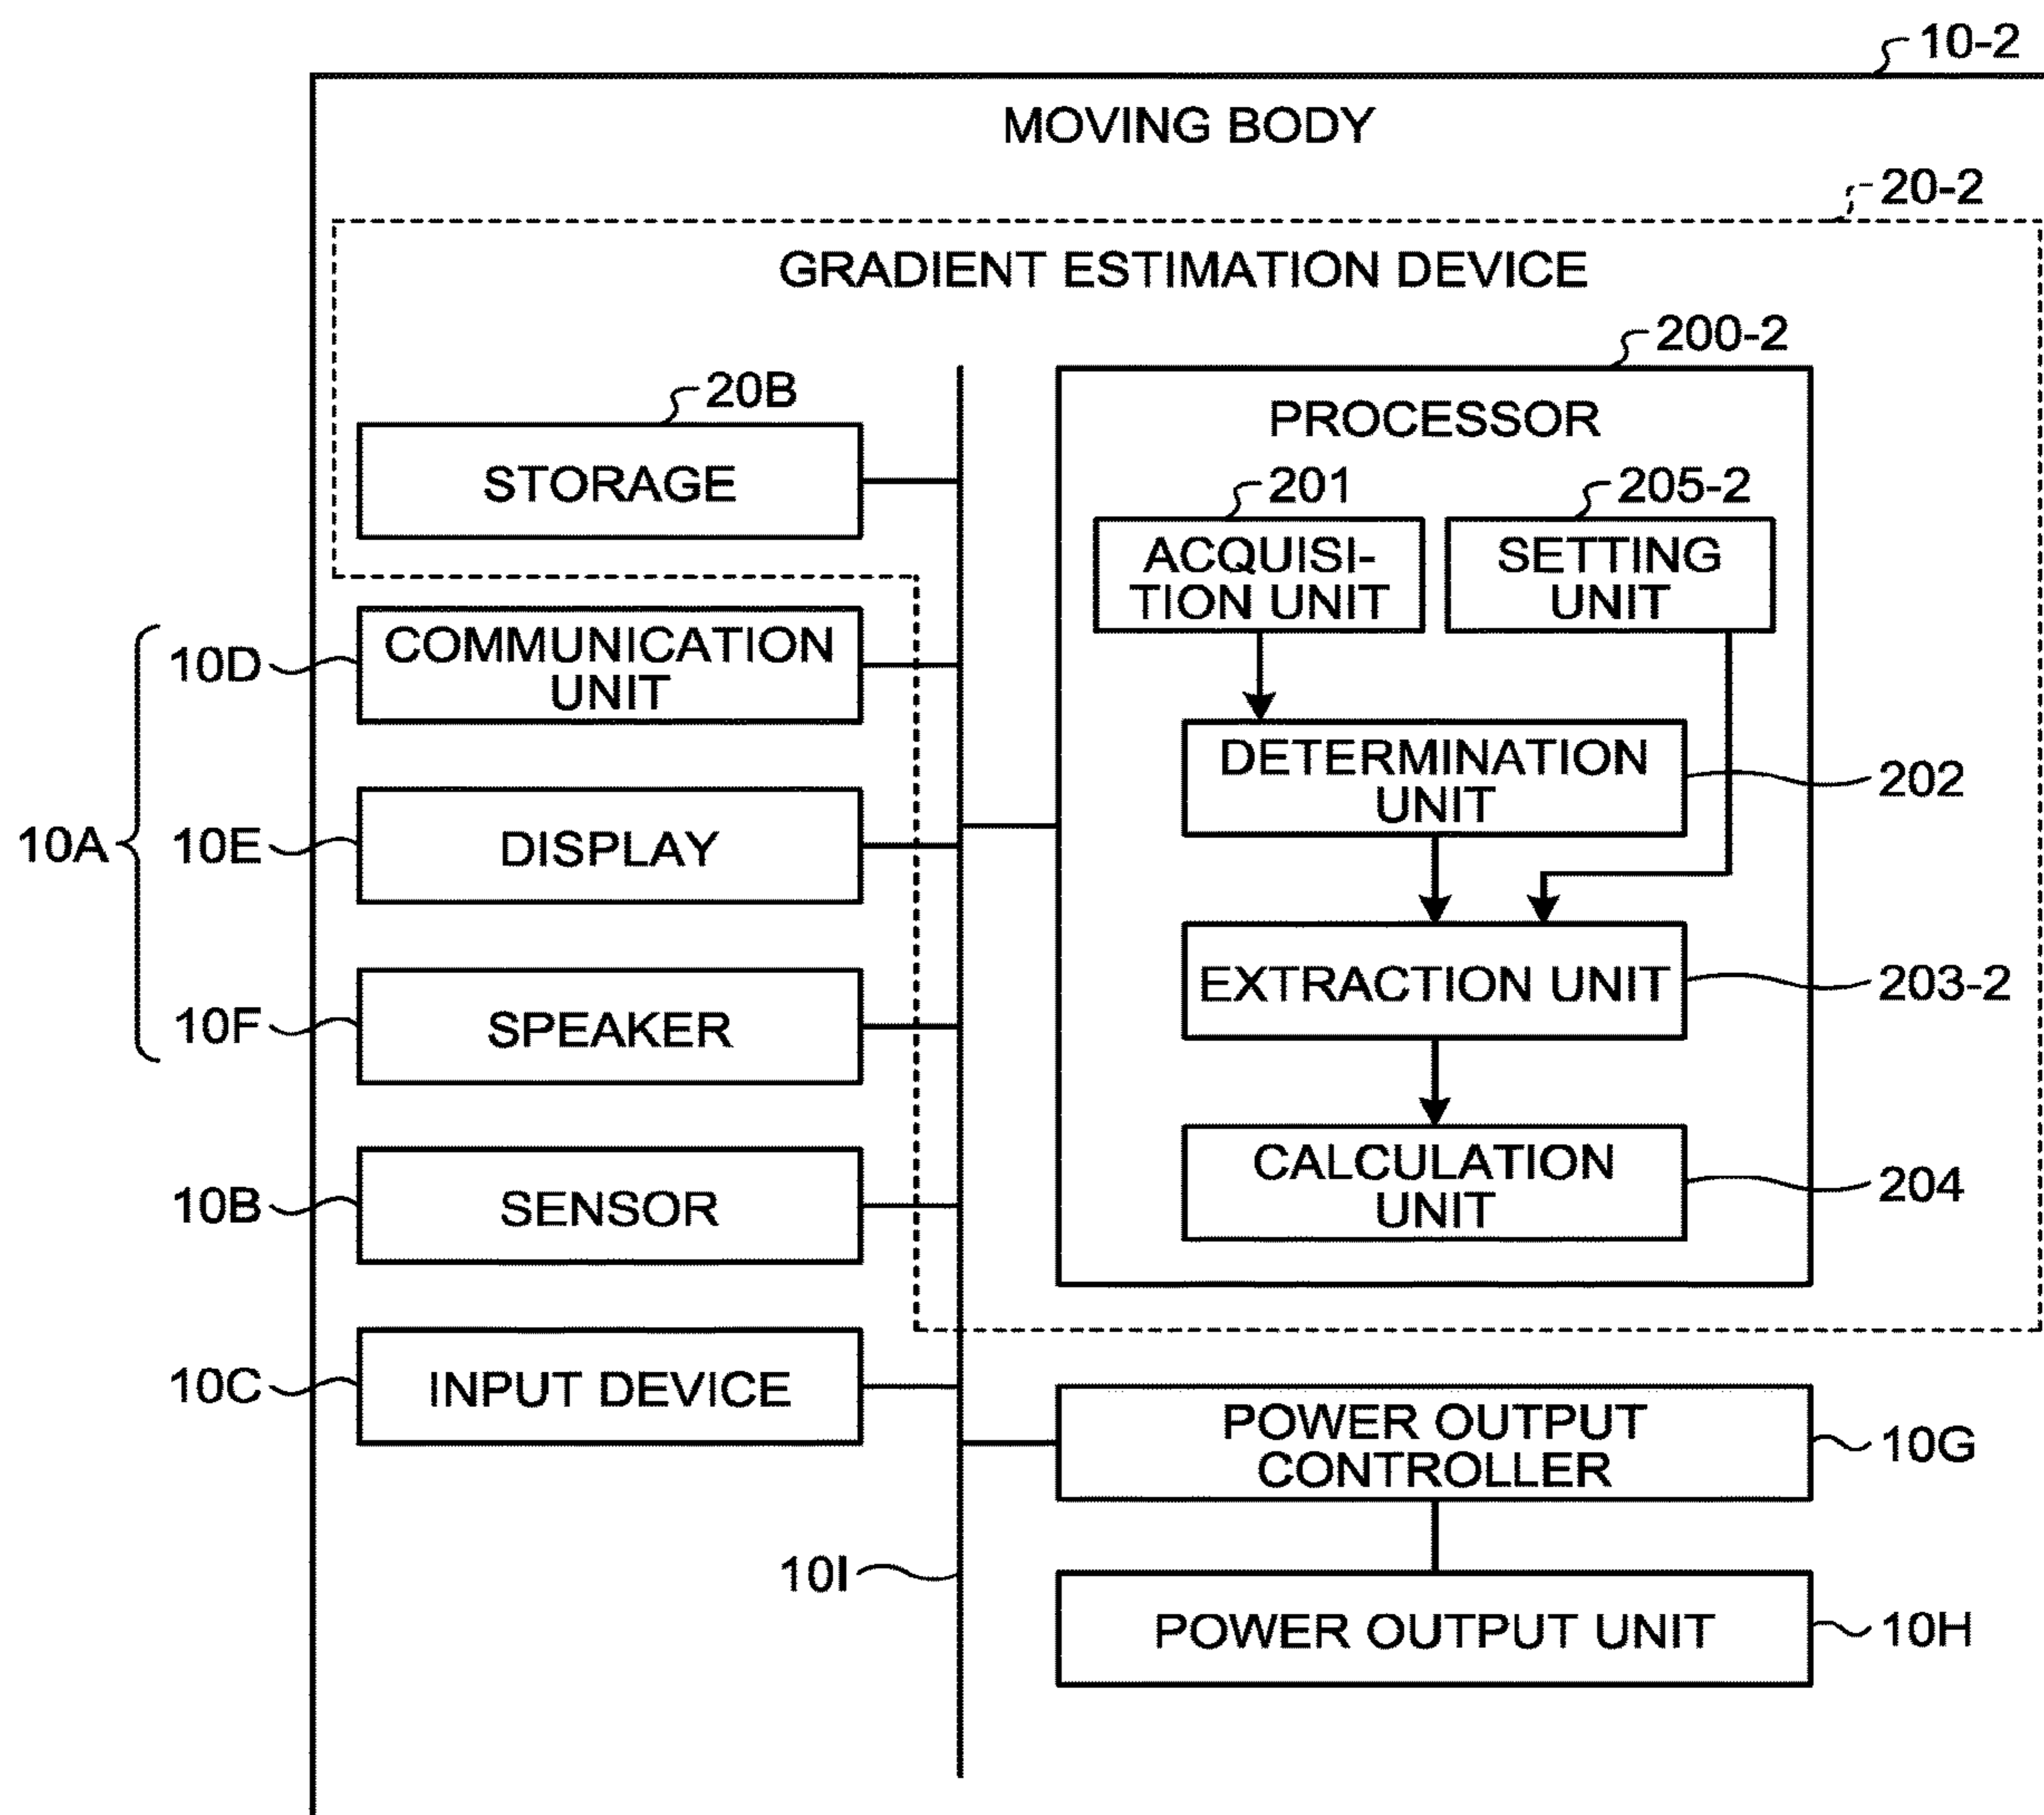 10-2
MOVING BODY
20-2
GRADIENT ESTIMATION DEVICE
200-2
20B
PROCESSOR
STORAGE
201
205-2
ACQUISI-
TION UNIT
SETTING
UNIT
10A
10D
COMMUNICATION
UNIT
DETERMINATION
UNIT
202
10E
DISPLAY
EXTRACTION UNIT
203-2
10F
SPEAKER
CALCULATION
UNIT
204
10B
SENSOR
10C
INPUT DEVICE
POWER OUTPUT
CONTROLLER
10G
10I
POWER OUTPUT UNIT
10H